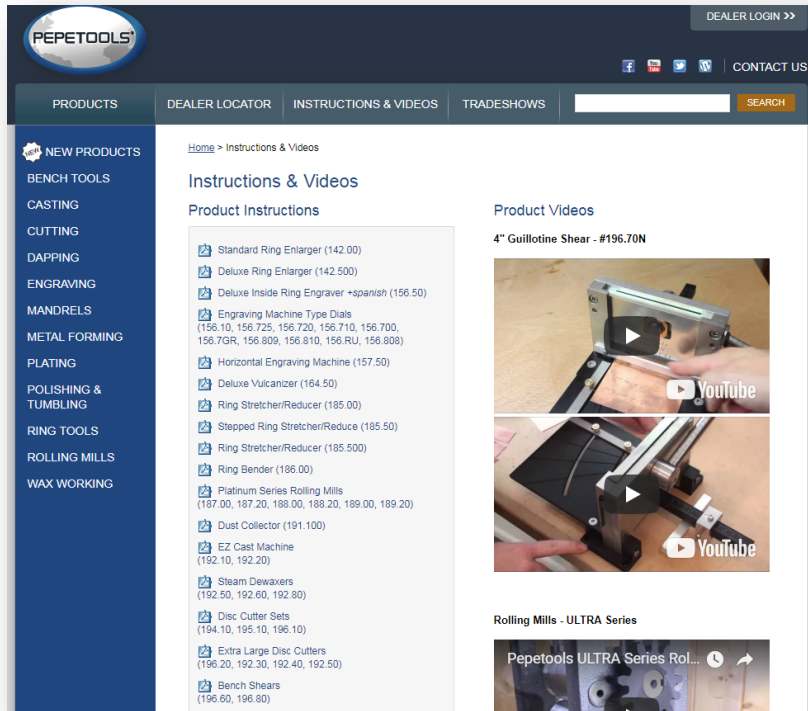 DEALER LOGIN >>
PEPETOOLS®
CONTACT US
PRODUCTS
DEALER LOCATOR
INSTRUCTIONS & VIDEOS
TRADESHOWS
SEARCH
NEW
NEW PRODUCTS
BENCH TOOLS
CASTING
CUTTING
DAPPING
ENGRAVING
MANDRELS
METAL FORMING
PLATING
POLISHING &
TUMBLING
RING TOOLS
ROLLING MILLS
WAX WORKING
Home > Instructions & Videos
Instructions & Videos
Product Instructions
Standard Ring Enlarger (142.00)
Deluxe Ring Enlarger (142.500)
Deluxe Inside Ring Engraver +spanish (156.50)
Engraving Machine Type Dials
(156.10, 156.725, 156.720, 156.710, 156.700,
156.7GR, 156.809, 156.810, 156.RU, 156.808)
Horizontal Engraving Machine (157.50)
Deluxe Vulcanizer (164.50)
Ring Stretcher/Reducer (185.00)
Stepped Ring Stretcher/Reduce (185.50)
Ring Stretcher/Reducer (185.500)
Ring Bender (186.00)
Platinum Series Rolling Mills
(187.00, 187.20, 188.00, 188.20, 189.00, 189.20)
Dust Collector (191.100)
EZ Cast Machine
(192.10, 192.20)
Steam Dewaxers
(192.50, 192.60, 192.80)
Disc Cutter Sets
(194.10, 195.10, 196.10)
Extra Large Disc Cutters
(196.20, 192.30, 192.40, 192.50)
Bench Shears
(196.60, 196.80)
Product Videos
4" Guillotine Shear - #196.70N
YouTube
YouTube
Rolling Mills - ULTRA Series
Pepetools ULTRA Series Rol...